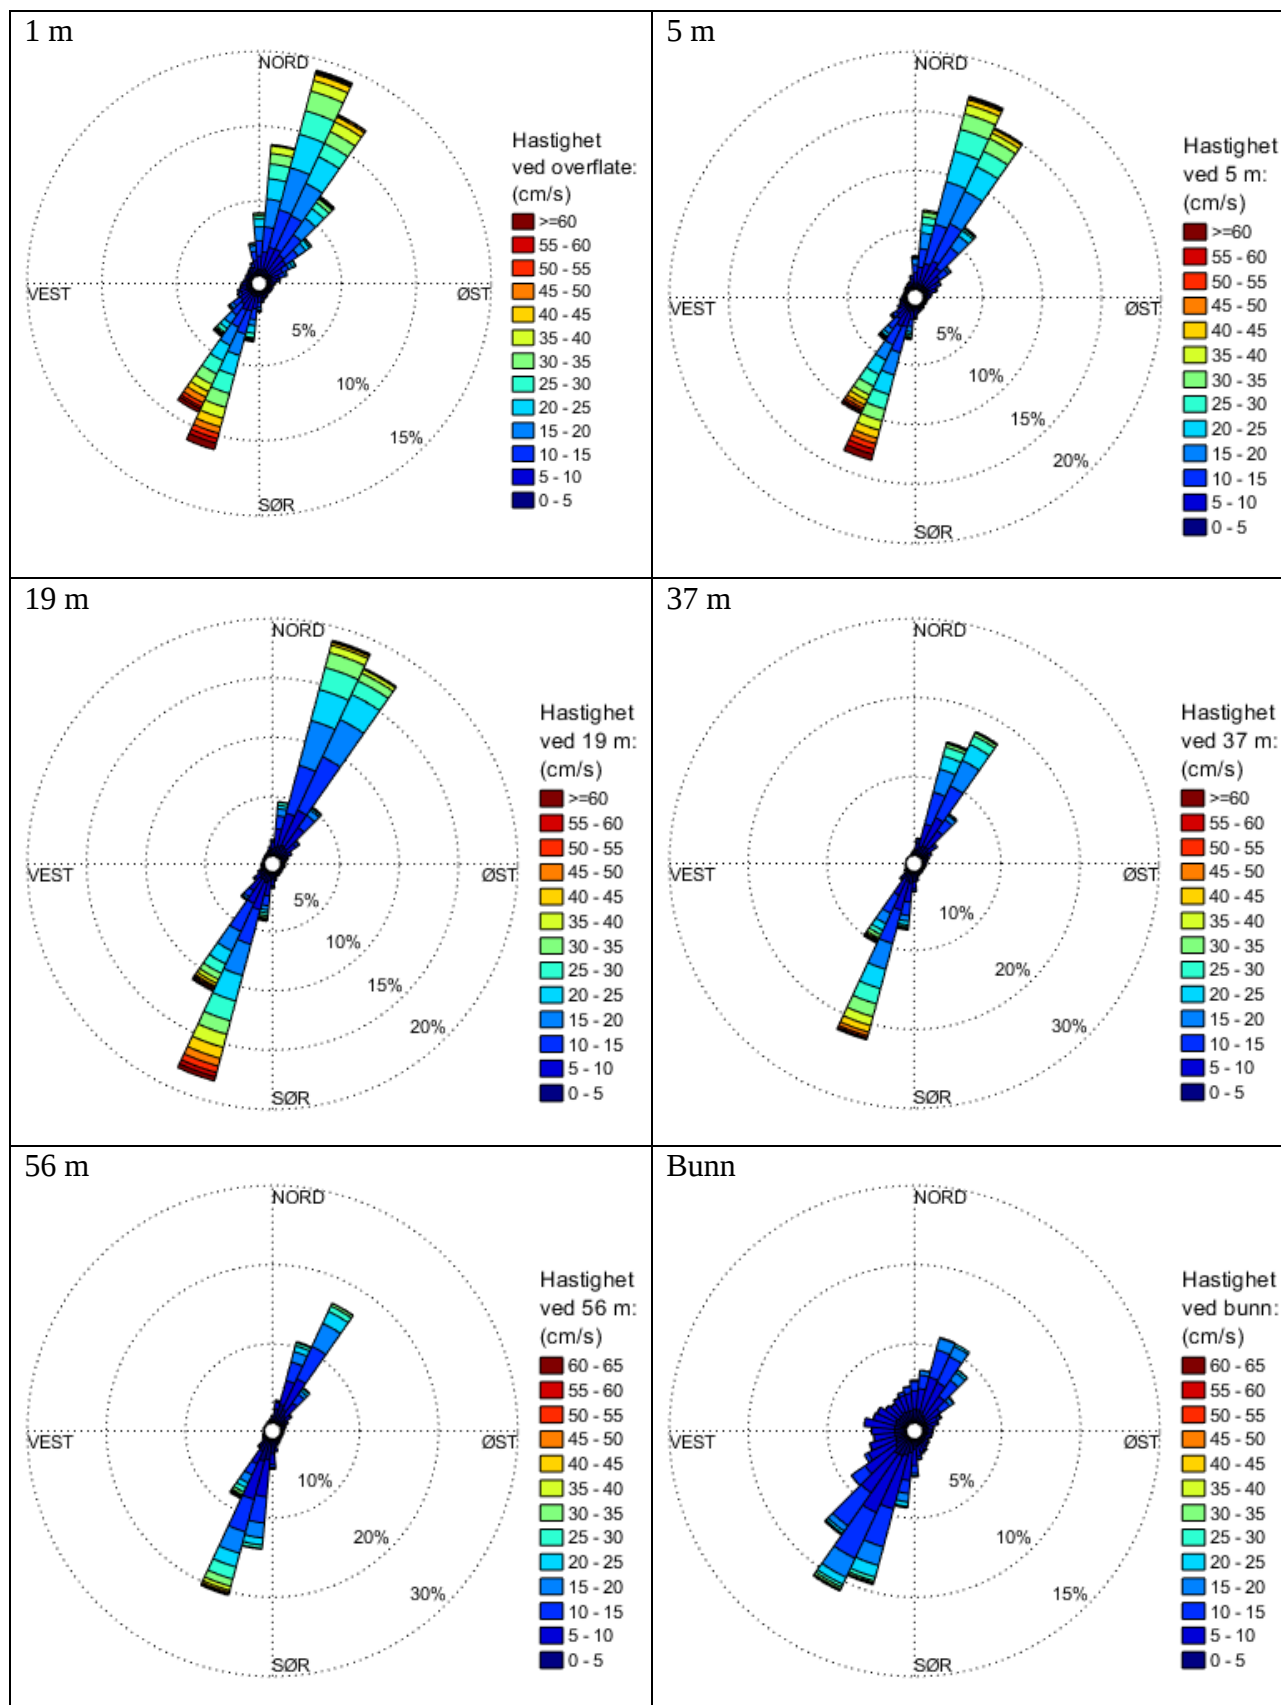 1 m
NORD
VEST
ØST
SØR
5%
10%
15%
Hastighet
ved overflate:
(cm/s)
>=60
55 - 60
50 - 55
45 - 50
40 - 45
35 - 40
30 - 35
25 - 30
20 - 25
15 - 20
10 - 15
5 - 10
0 - 5
5 m
NORD
VEST
ØST
SØR
5%
10%
15%
20%
Hastighet
ved 5 m:
(cm/s)
>=60
55 - 60
50 - 55
45 - 50
40 - 45
35 - 40
30 - 35
25 - 30
20 - 25
15 - 20
10 - 15
5 - 10
0 - 5
19 m
NORD
VEST
ØST
SØR
5%
10%
15%
20%
Hastighet
ved 19 m:
(cm/s)
>=60
55 - 60
50 - 55
45 - 50
40 - 45
35 - 40
30 - 35
25 - 30
20 - 25
15 - 20
10 - 15
5 - 10
0 - 5
37 m
NORD
VEST
ØST
SØR
10%
20%
30%
Hastighet
ved 37 m:
(cm/s)
>=60
55 - 60
50 - 55
45 - 50
40 - 45
35 - 40
30 - 35
25 - 30
20 - 25
15 - 20
10 - 15
5 - 10
0 - 5
56 m
NORD
VEST
ØST
SØR
10%
20%
30%
Hastighet
ved 56 m:
(cm/s)
60 - 65
55 - 60
50 - 55
45 - 50
40 - 45
35 - 40
30 - 35
25 - 30
20 - 25
15 - 20
10 - 15
5 - 10
0 - 5
Bunn
NORD
VEST
ØST
SØR
5%
10%
15%
Hastighet
ved bunn:
(cm/s)
60 - 65
55 - 60
50 - 55
45 - 50
40 - 45
35 - 40
30 - 35
25 - 30
20 - 25
15 - 20
10 - 15
5 - 10
0 - 5